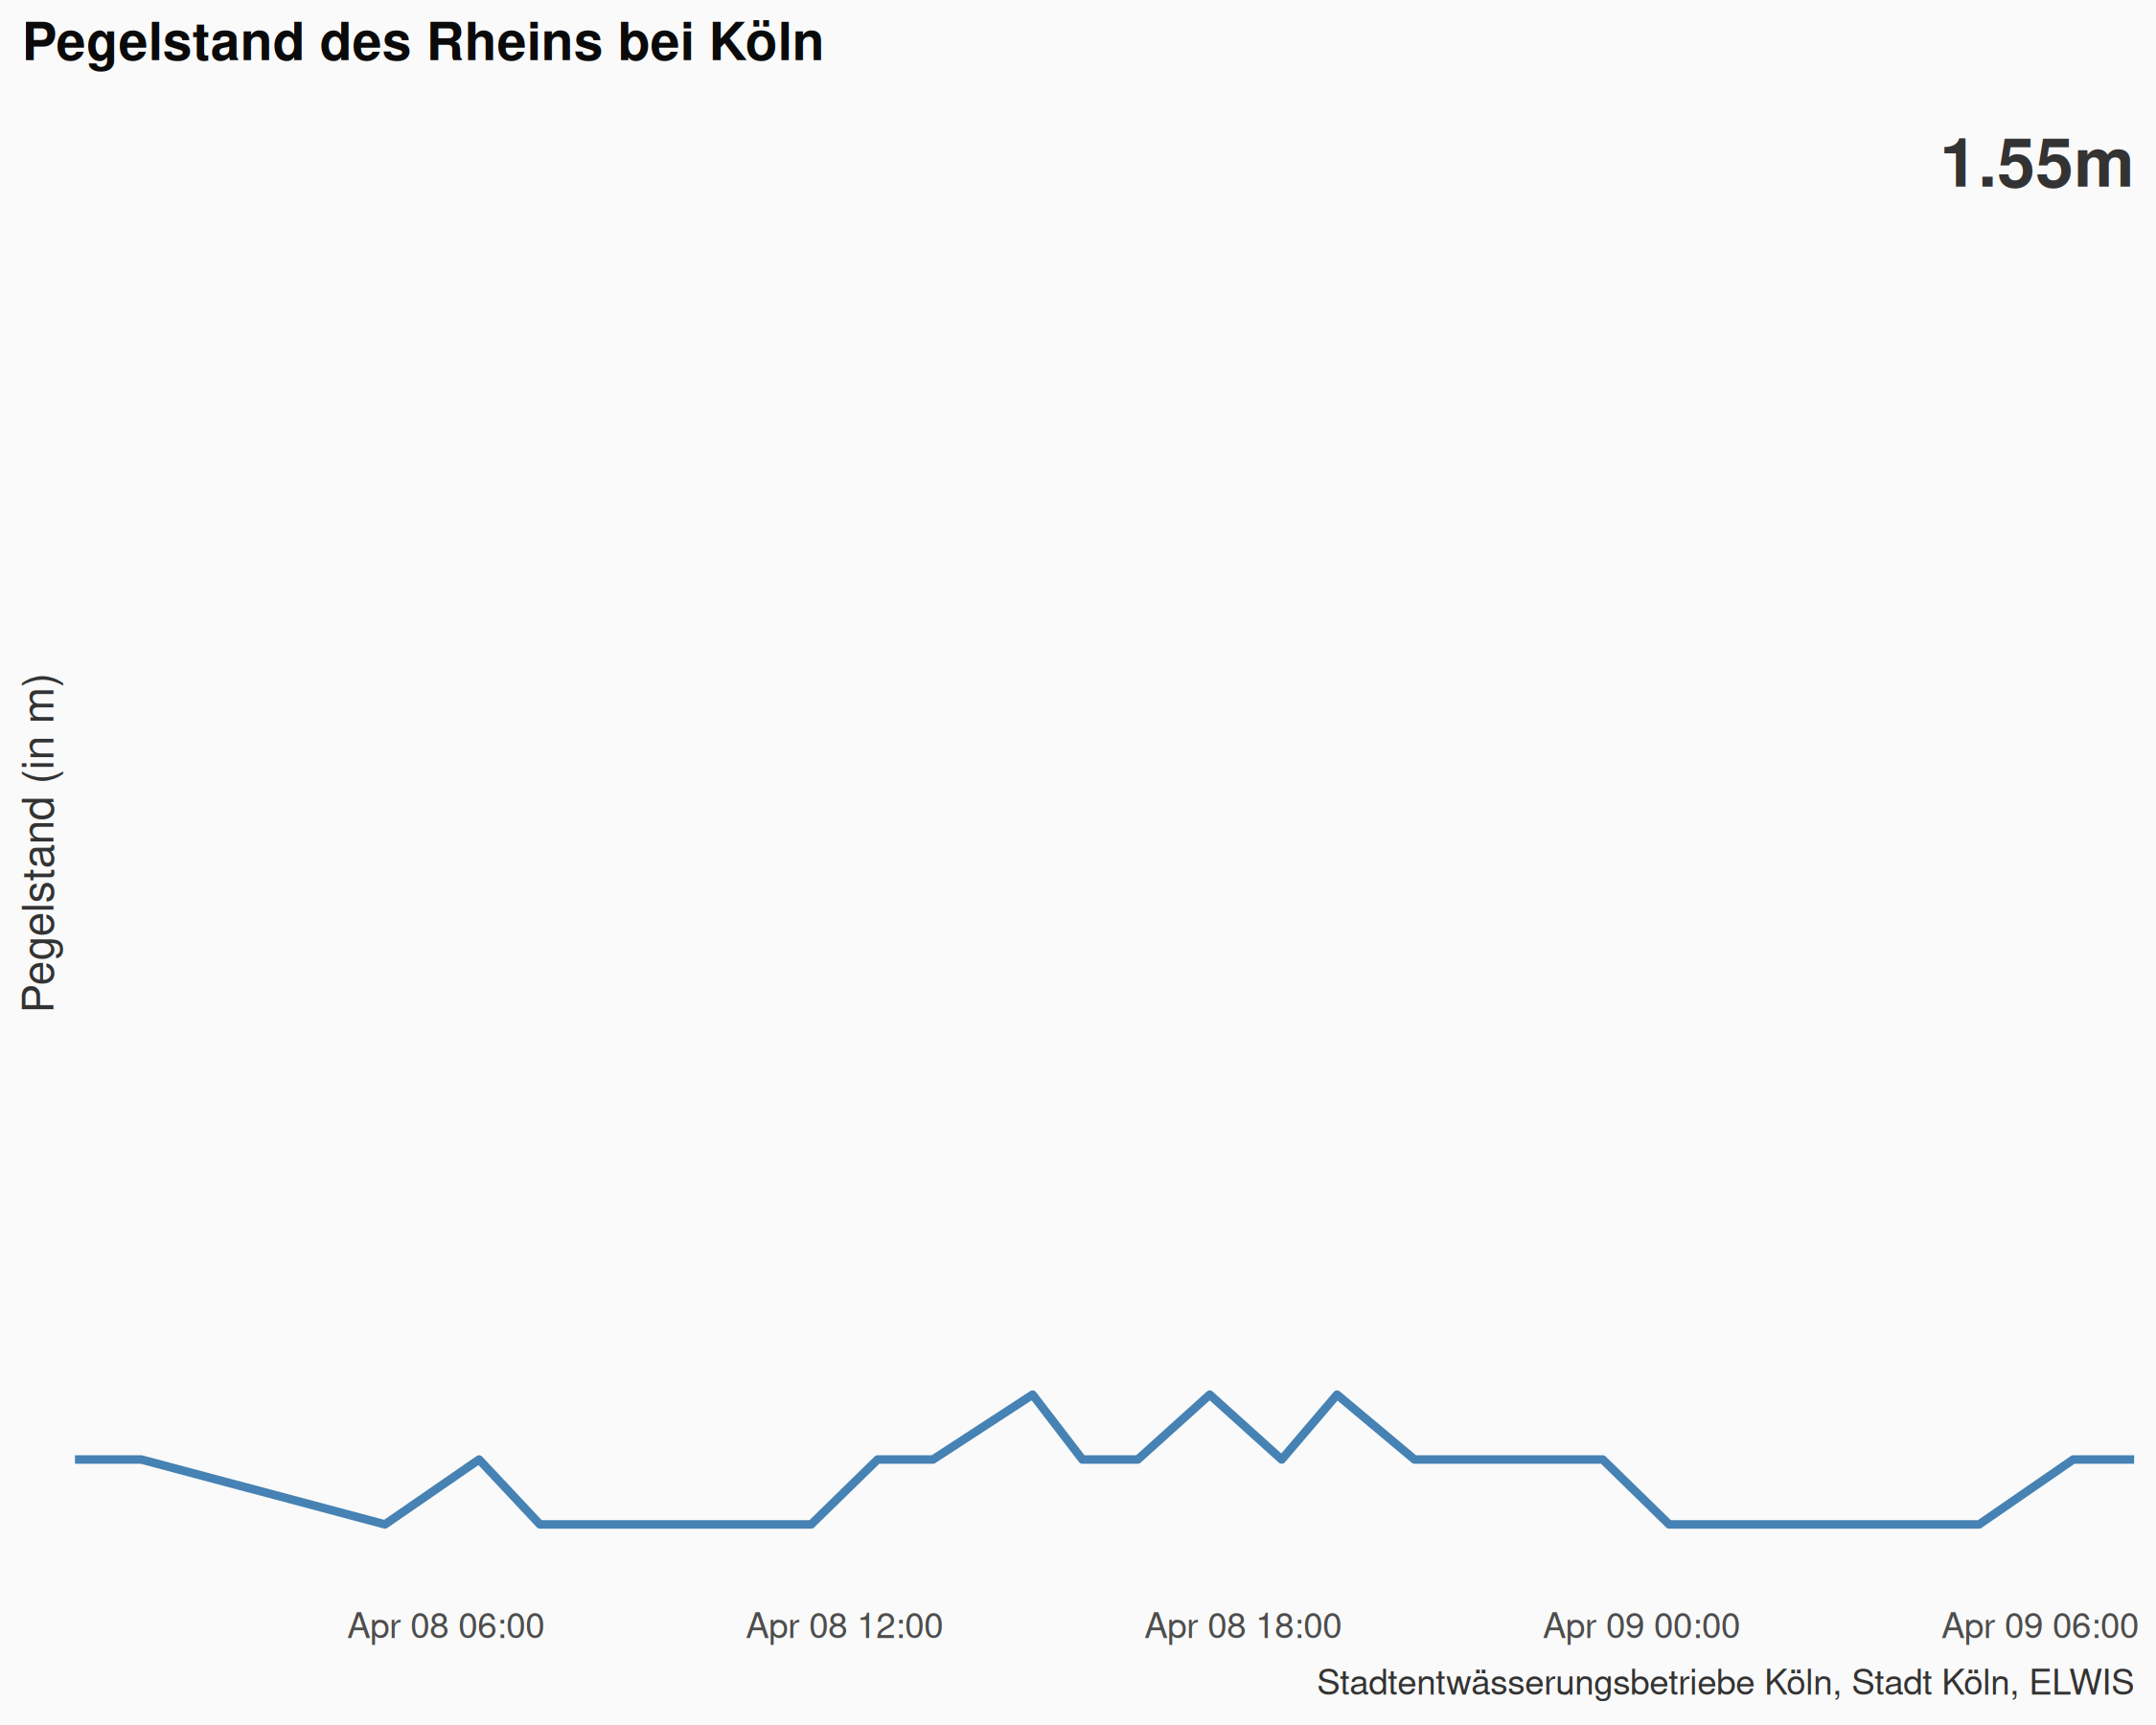 Pegelstand des Rheins bei Köln
1.55m
Pegelstand (in m)
Apr 08 06:00
Apr 08 12:00
Apr 08 18:00
Apr 09 00:00
Apr 09 06:00
Stadtentwässerungsbetriebe Köln, Stadt Köln, ELWIS